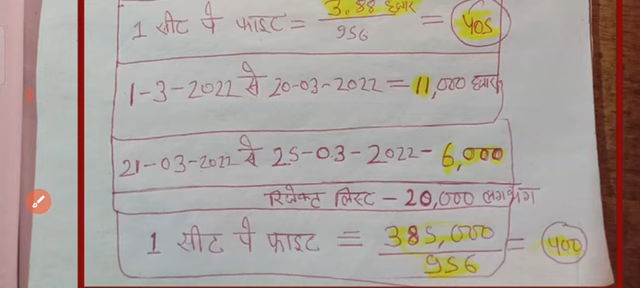 1 सीट पे फाइट = 3.88 हजार / 956 = 405
1-3-2022 से 20-03-2022 = 11,000 हजार
21-03-2022 से 25-03-2022 - 6,000
रिजेक्ट लिस्ट - 20,000 लगभग
1 सीट पे फाइट = 385,000 / 956 = 400